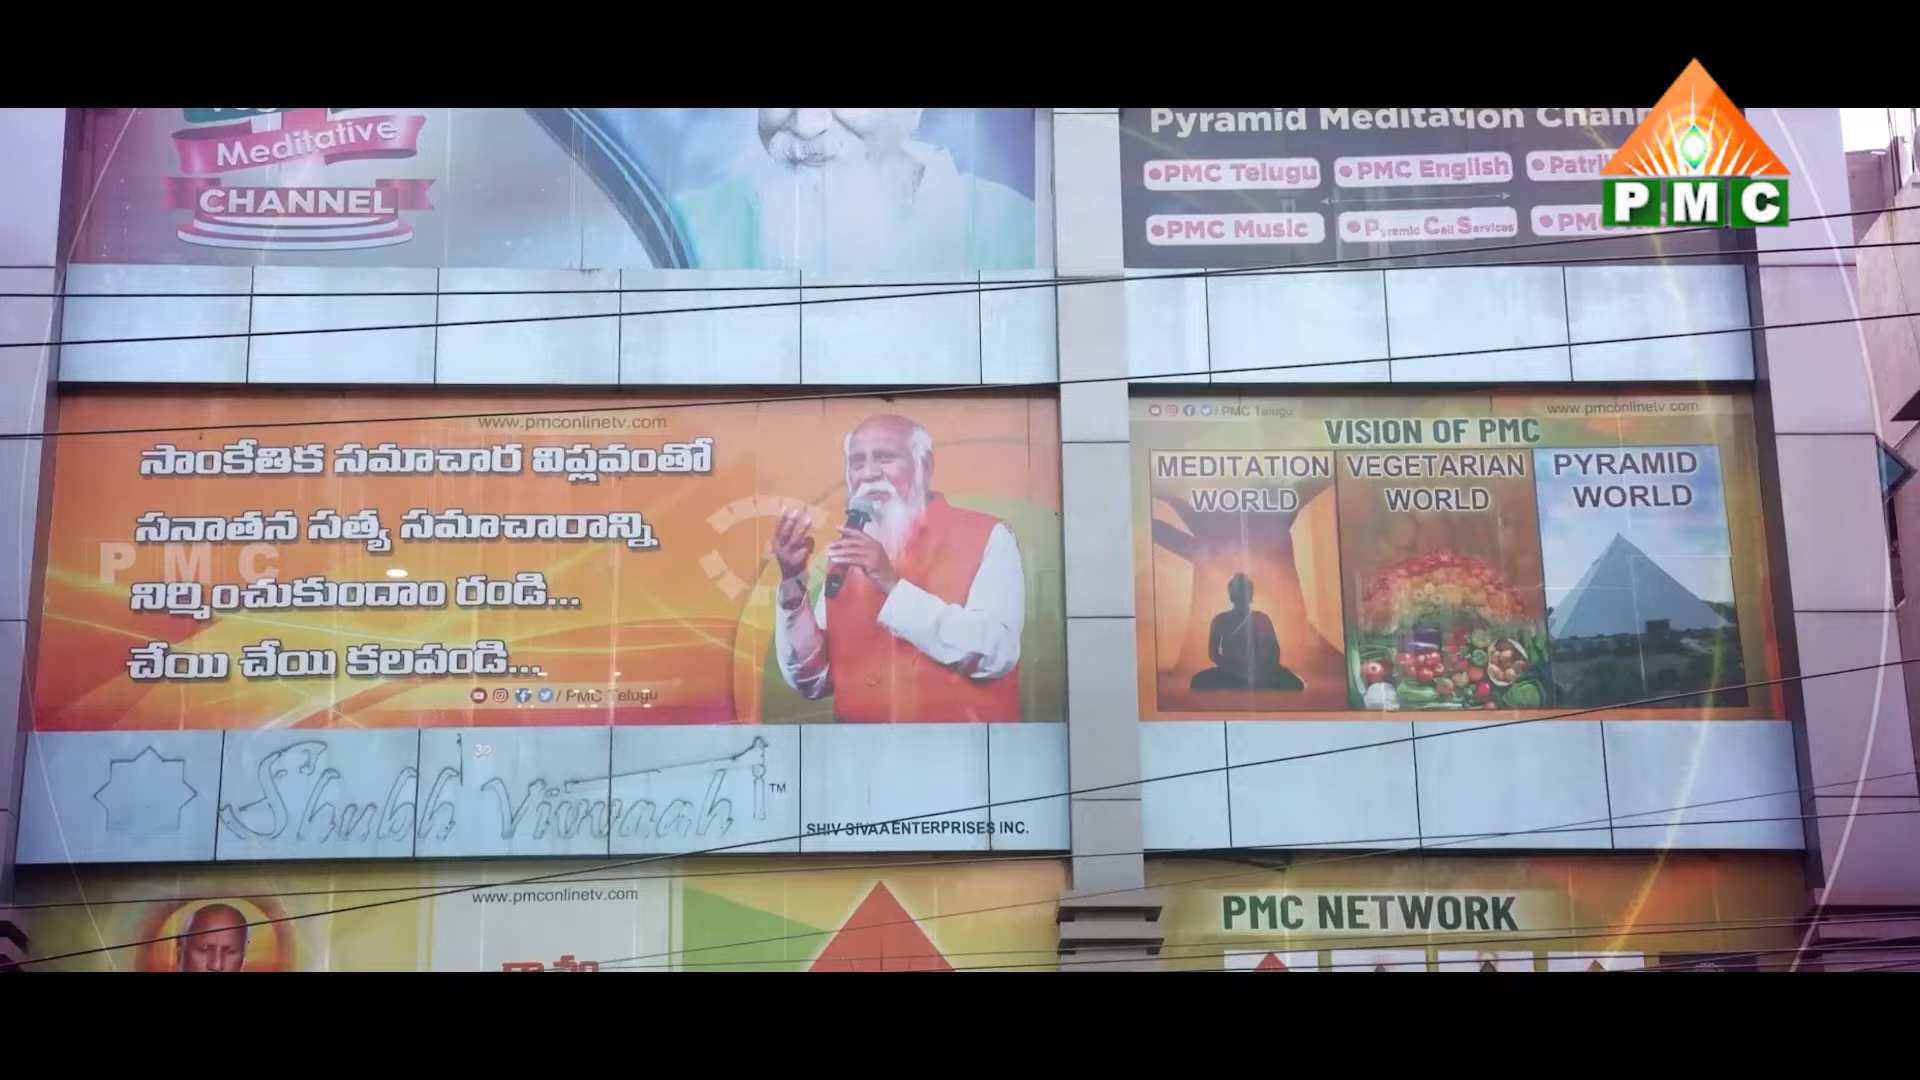 Meditative
CHANNEL
Pyramid Meditation
PMC Telugu
PMC English
PMC Music
Pyramid Call Services
PMC
www.pmconlinetv.com
సాంకేతిక సమాచార విప్లవంతో
సనాతన సత్య సమాచారాన్ని
నిర్మించుకుందాం రండి...
చేయి చేయి కలపండి...
/ PMC Telugu
PMC
/ PMC Telugu
www.pmconlinetv.com
VISION OF PMC
MEDITATION
WORLD
VEGETARIAN
WORLD
PYRAMID
WORLD
Shubh Vivaah TM
SHIV SIVAA ENTERPRISES INC.
www.pmconlinetv.com
PMC NETWORK